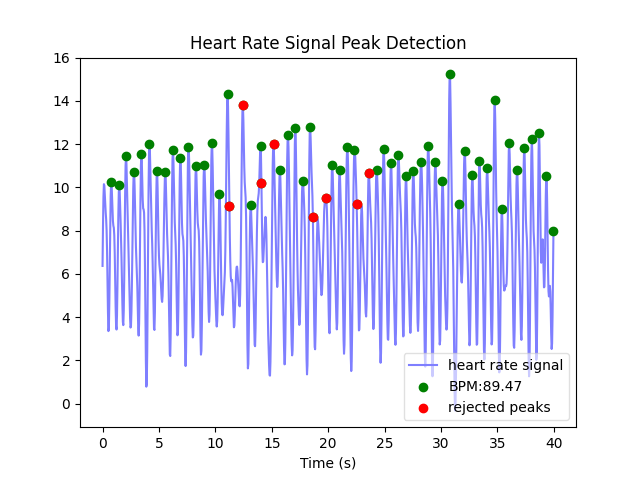 Heart Rate Signal Peak Detection
16
14
12
10
8
6
4
2
0
heart rate signal
BPM:89.47
rejected peaks
0 5 10 15 20 25 30 35 40
Time (s)